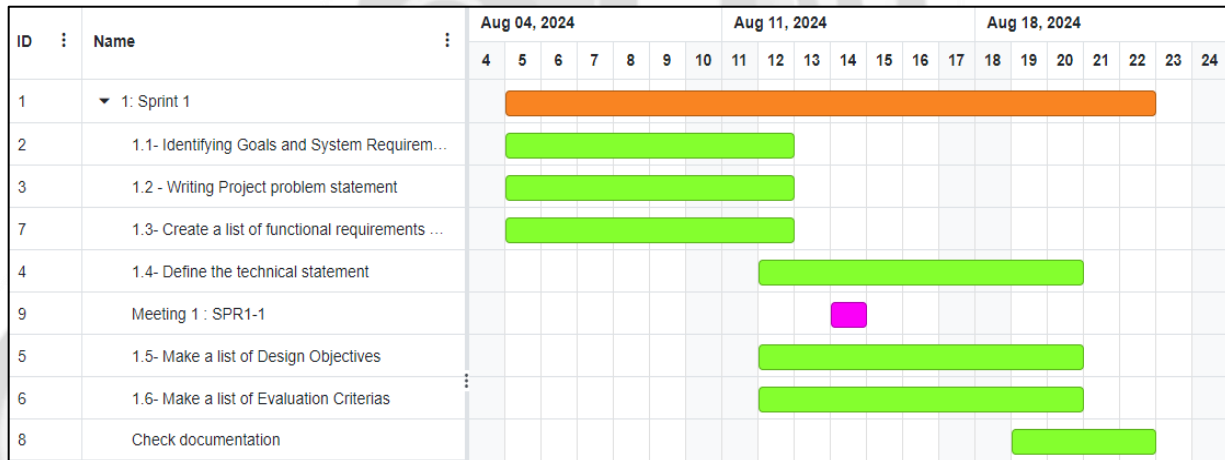 ID Name Aug 04, 2024 Aug 11, 2024 Aug 18, 2024
4 5 6 7 8 9 10 11 12 13 14 15 16 17 18 19 20 21 22 23 24
1 1: Sprint 1
2 1.1- Identifying Goals and System Requirem...
3 1.2 - Writing Project problem statement
7 1.3- Create a list of functional requirements ...
4 1.4- Define the technical statement
9 Meeting 1 : SPR1-1
5 1.5- Make a list of Design Objectives
6 1.6- Make a list of Evaluation Criterias
8 Check documentation